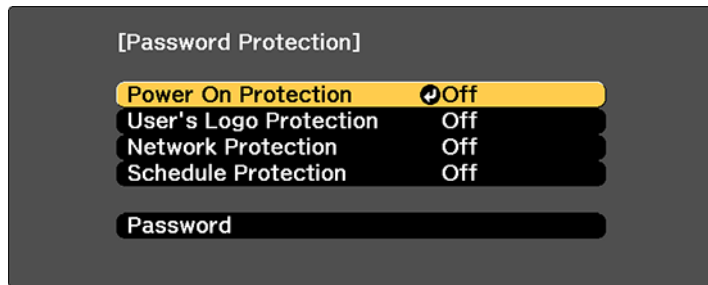 [Password Protection]
Power On Protection Off
User's Logo Protection Off
Network Protection Off
Schedule Protection Off
Password